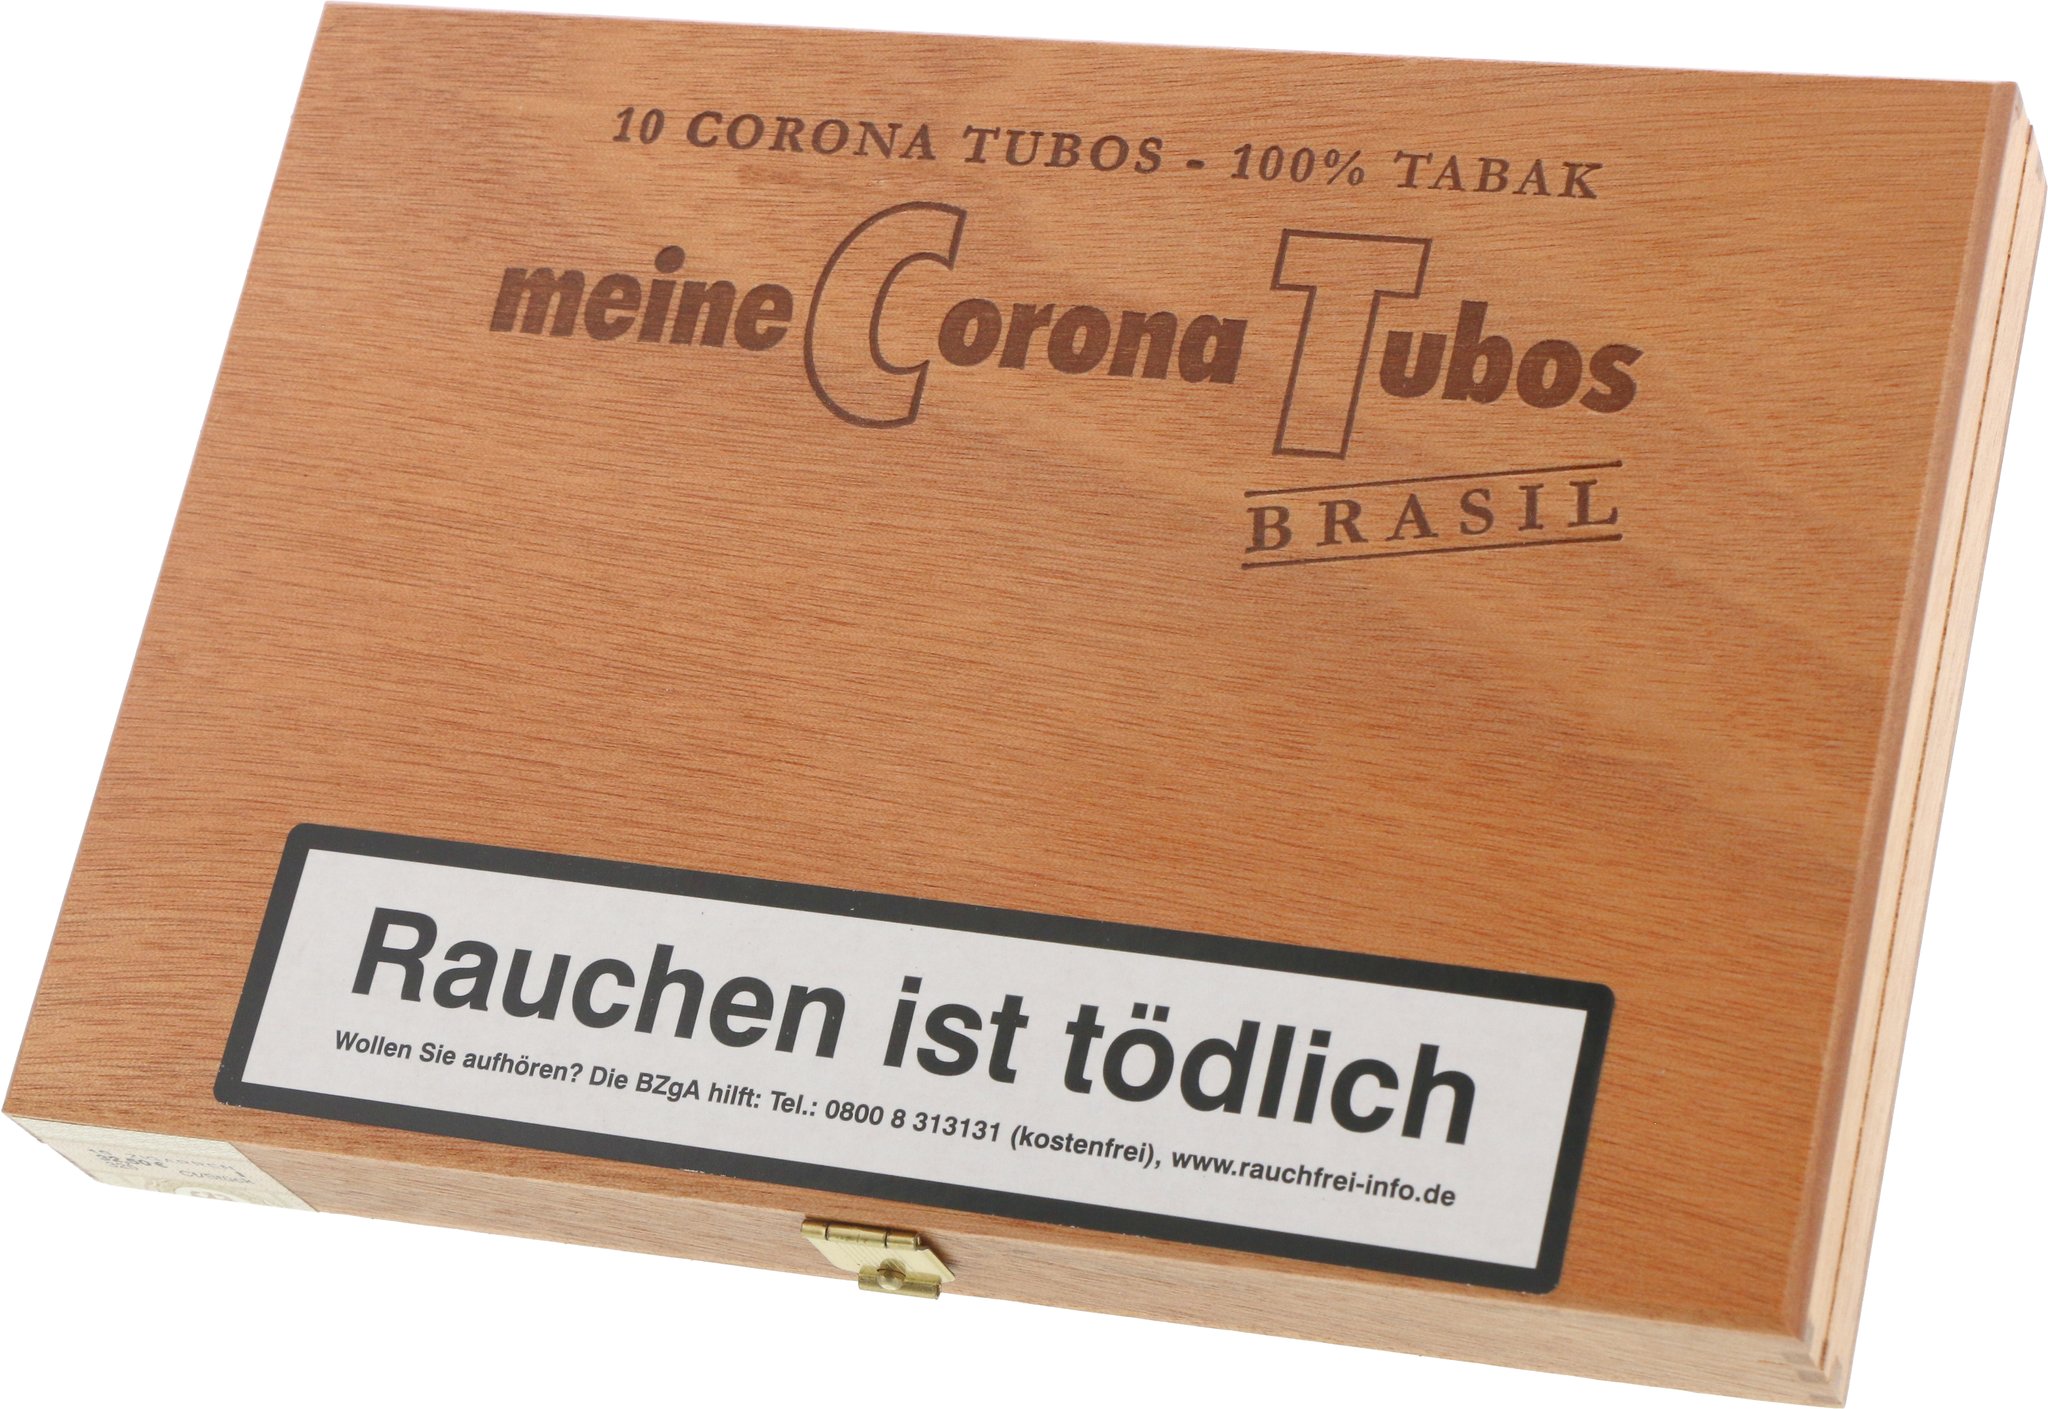 10 CORONA TUBOS - 100% TABAK
meine Corona Tubos
BRASIL
Rauchen ist tödlich
Wollen Sie aufhören? Die BZgA hilft: Tel.: 0800 8 313131 (kostenfrei), www.rauchfrei-info.de